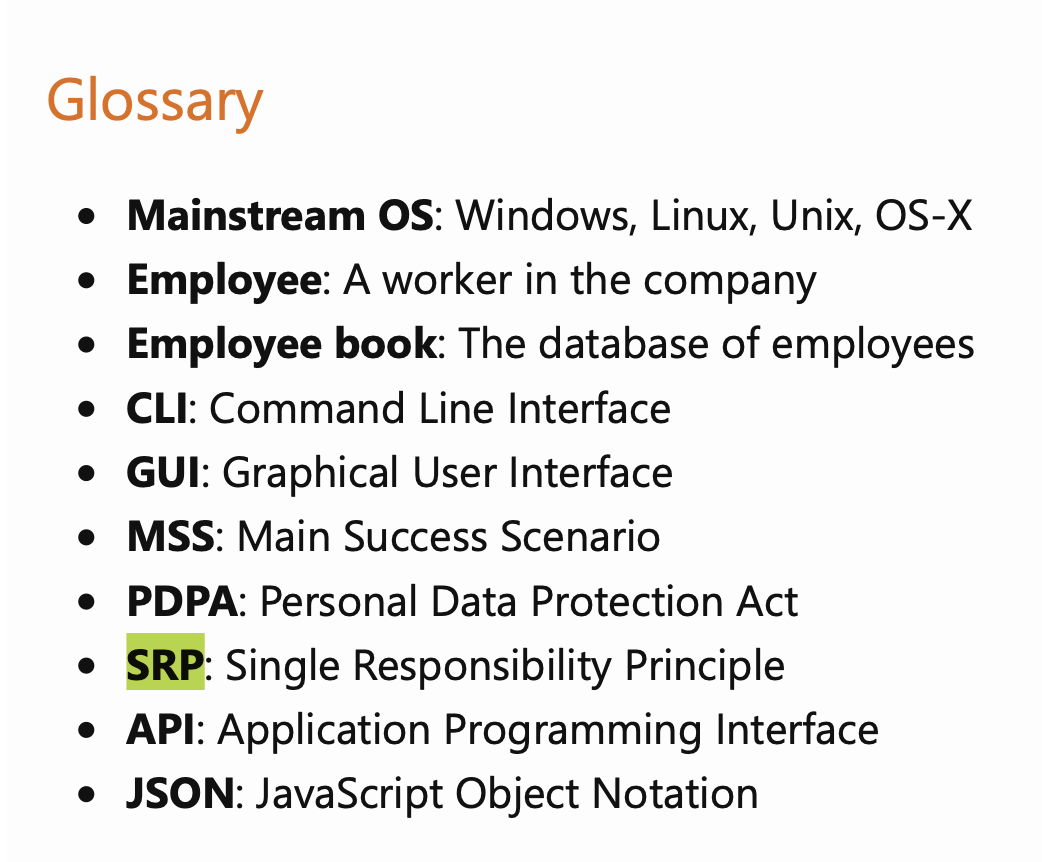 Glossary
• Mainstream OS: Windows, Linux, Unix, OS-X
• Employee: A worker in the company
• Employee book: The database of employees
• CLI: Command Line Interface
• GUI: Graphical User Interface
• MSS: Main Success Scenario
• PDPA: Personal Data Protection Act
• SRP: Single Responsibility Principle
• API: Application Programming Interface
• JSON: JavaScript Object Notation